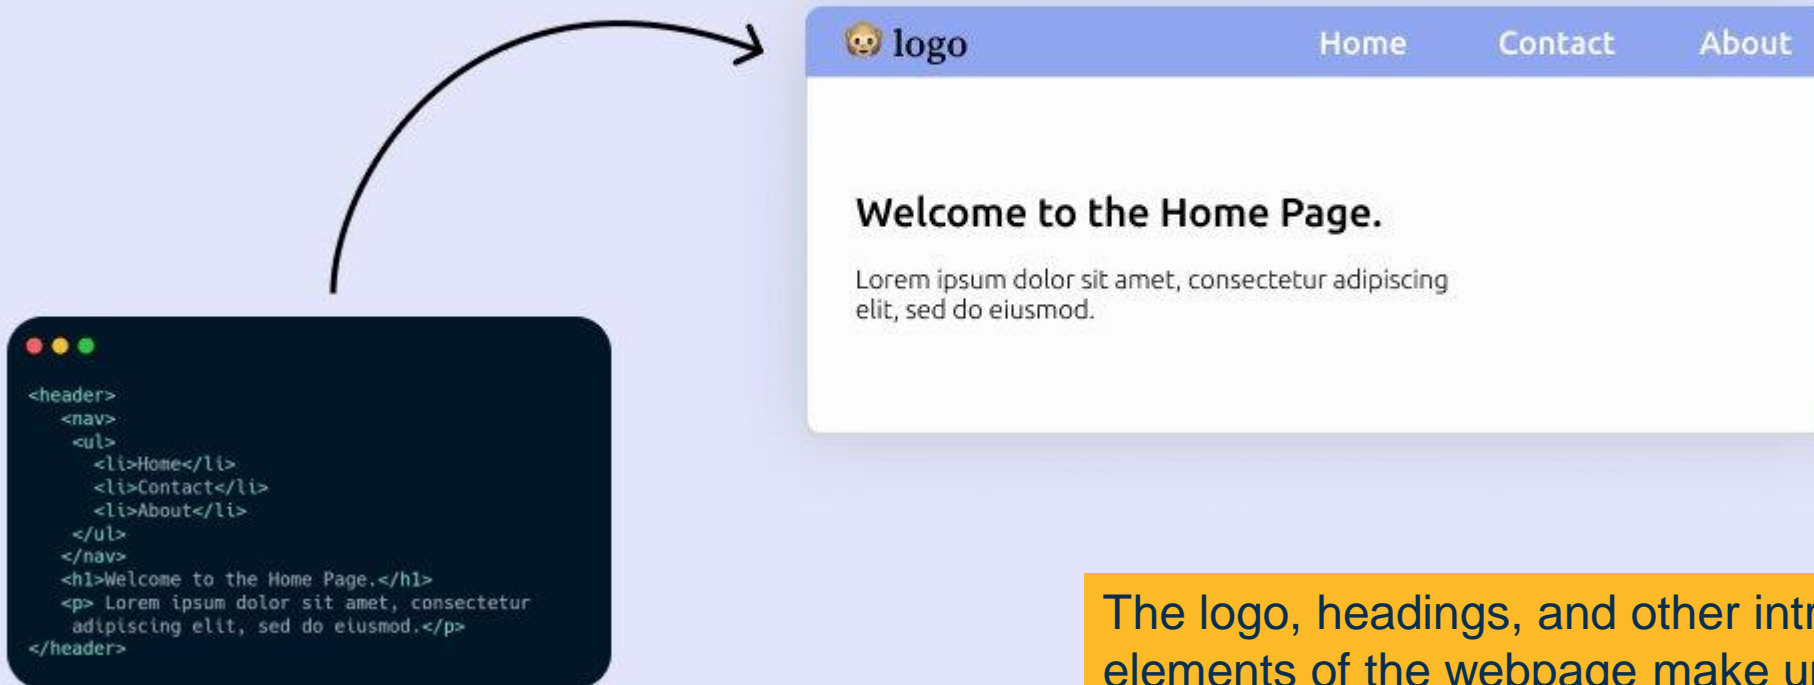 🐵 logo
Home Contact About
Welcome to the Home Page.
Lorem ipsum dolor sit amet, consectetur adipiscing
elit, sed do eiusmod.
<header>
<nav>
<ul>
<li>Home</li>
<li>Contact</li>
<li>About</li>
</ul>
</nav>
<h1>Welcome to the Home Page.</h1>
<p> Lorem ipsum dolor sit amet, consectetur
adipiscing elit, sed do eiusmod.</p>
</header>
The logo, headings, and other
elements of the webpage make